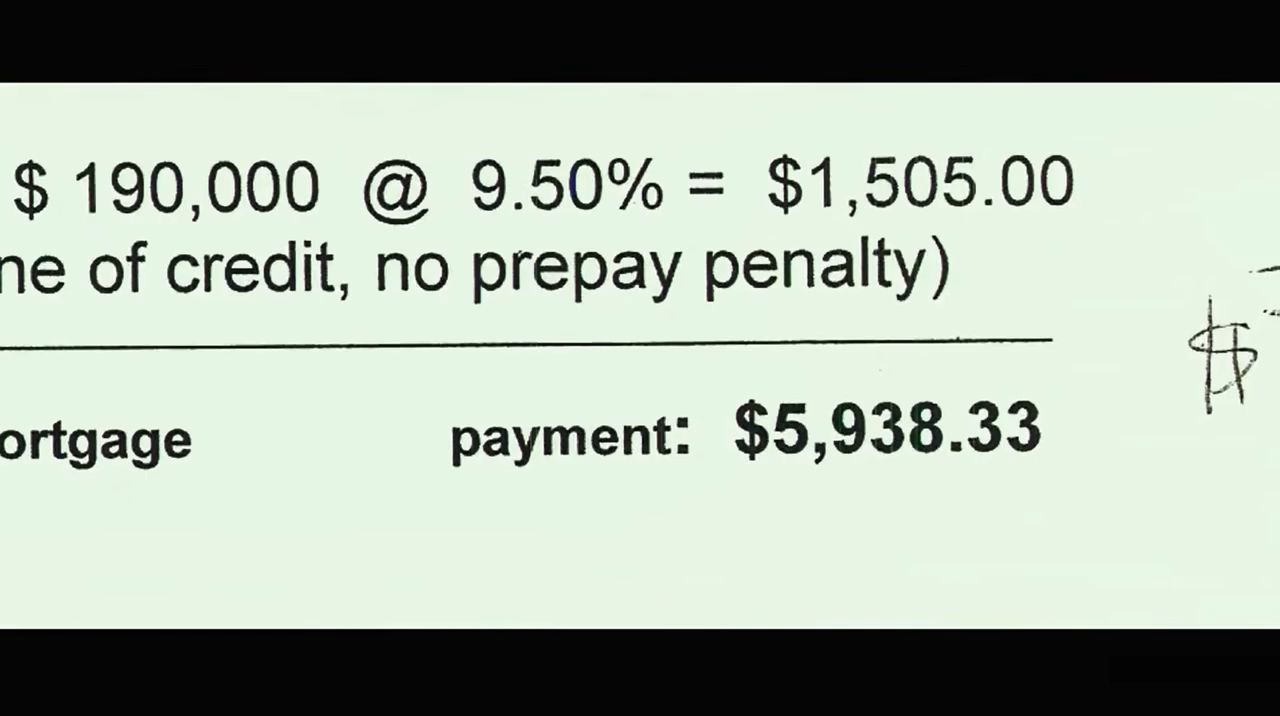 $ 190,000 @ 9.50% = $1,505.00
ne of credit, no prepay penalty)
ortgage payment: $5,938.33
$